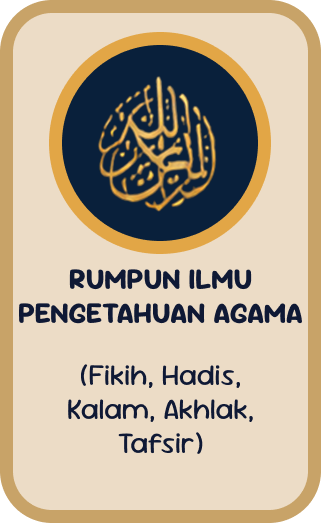 RUMPUN ILMU
PENGETAHUAN AGAMA
(Fikih, Hadis,
Kalam, Akhlak,
Tafsir)